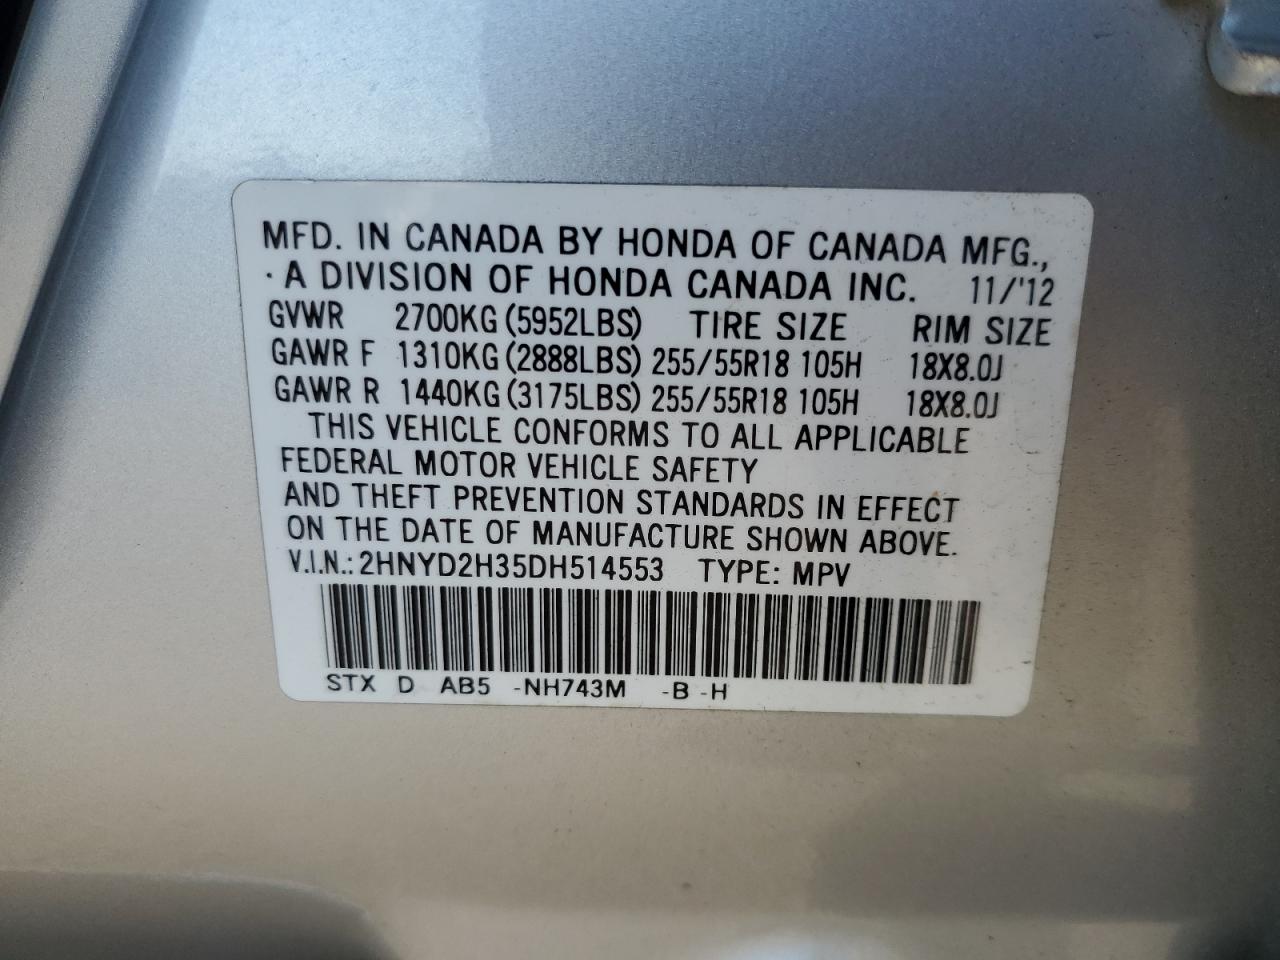 MFD. IN CANADA BY HONDA OF CANADA MFG.,
· A DIVISION OF HONDA CANADA INC. 11/'12
GVWR 2700KG (5952LBS) TIRE SIZE RIM SIZE
GAWR F 1310KG (2888LBS) 255/55R18 105H 18X8.0J
GAWR R 1440KG (3175LBS) 255/55R18 105H 18X8.0J
THIS VEHICLE CONFORMS TO ALL APPLICABLE
FEDERAL MOTOR VEHICLE SAFETY
AND THEFT PREVENTION STANDARDS IN EFFECT
ON THE DATE OF MANUFACTURE SHOWN ABOVE.
V.I.N.: 2HNYD2H35DH514553 TYPE: MPV
STX D AB5 -NH743M -B -H